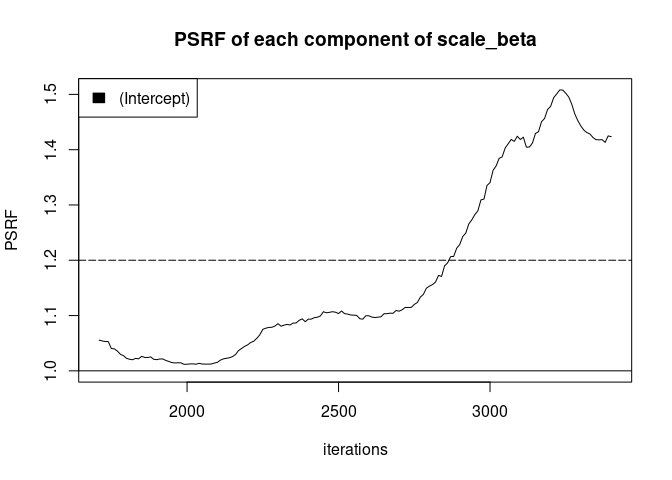 PSRF of each component of scale_beta
(Intercept)
PSRF
1.5
1.4
1.3
1.2
1.1
1.0
2000 2500 3000
iterations